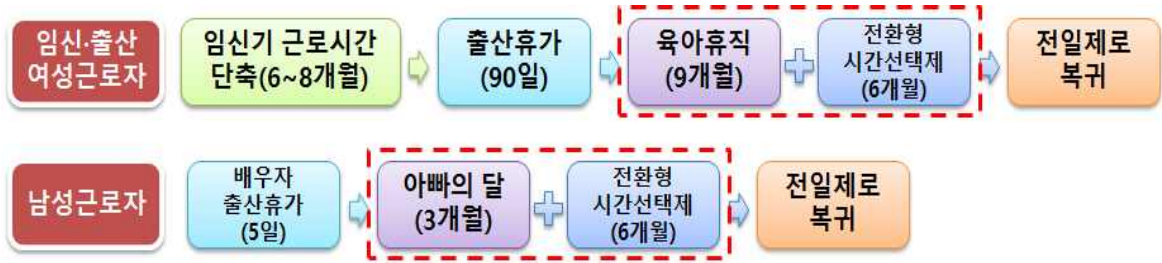 임신·출산
여성근로자
임신기 근로시간
단축(6~8개월)
출산휴가
(90일)
육아휴직
(9개월)
전환형
시간선택제
(6개월)
전일제로
복귀
남성근로자
배우자
출산휴가
(5일)
아빠의 달
(3개월)
전환형
시간선택제
(6개월)
전일제로
복귀